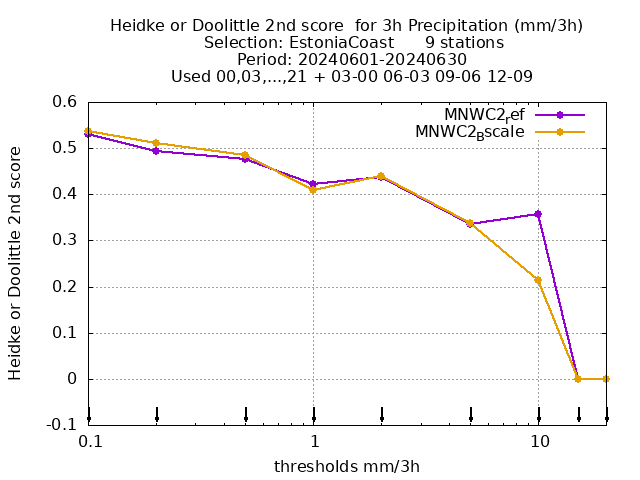 Heidke or Doolittle 2nd score  for 3h Precipitation (mm/3h)
Selection: EstoniaCoast      9 stations
Period: 20240601-20240630
Used 00,03,...,21 + 03-00 06-03 09-06 12-09
MNWC2ref
MNWC2Bscale
Heidke or Doolittle 2nd score
0.6
0.5
0.4
0.3
0.2
0.1
0
-0.1
0.1 1 10
thresholds mm/3h